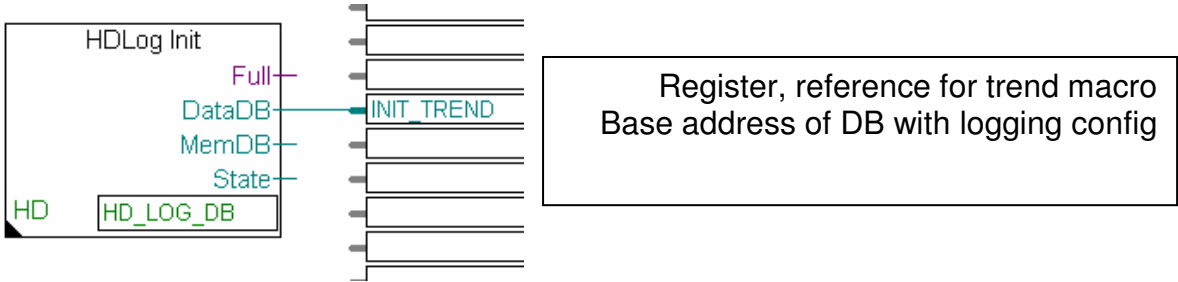 HDLog Init
Full
DataDB
INIT_TREND
MemDB
State
HD
HD_LOG_DB
Register, reference for trend macro
Base address of DB with logging config